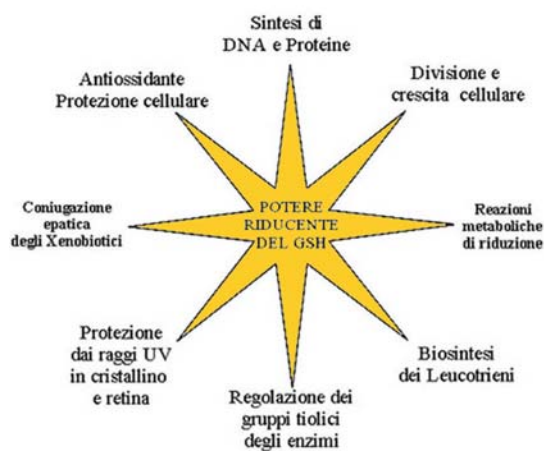 Sintesi di
DNA e Proteine
Antiossidante
Protezione cellulare
Divisione e
crescita cellulare
Coniugazione
epatica
degli Xenobiotici
POTERE
RIDUCENTE
DEL GSH
Reazioni
metaboliche
di riduzione
Protezione
dai raggi UV
in cristallino
e retina
Biosintesi
dei Leucotrieni
Regolazione dei
gruppi tiolici
degli enzimi